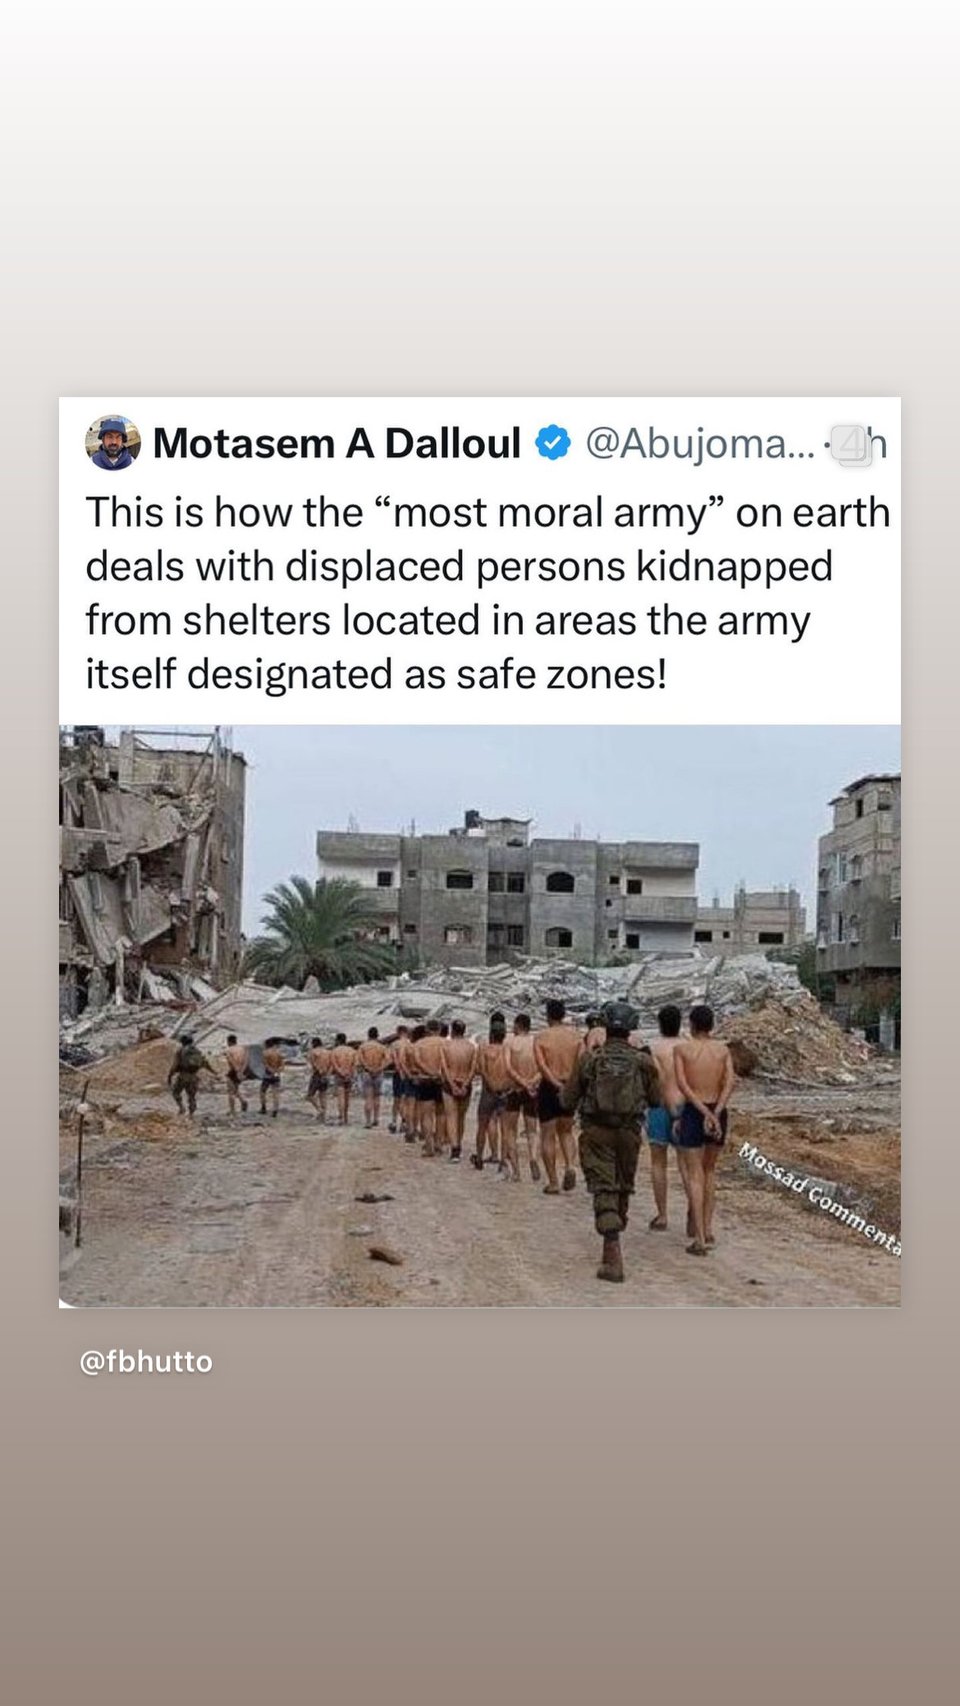 Motasem A Dalloul @Abujoma... · 4h
This is how the “most moral army” on earth
deals with displaced persons kidnapped
from shelters located in areas the army
itself designated as safe zones!
Mossad Commenta
@fbhutto